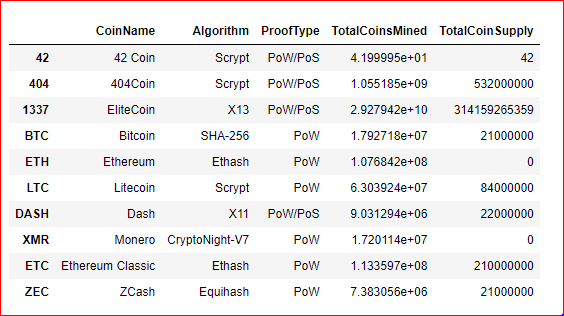 CoinName Algorithm ProofType TotalCoinsMined TotalCoinSupply
42 42 Coin Scrypt PoW/PoS 4.199995e+01 42
404 404Coin Scrypt PoW/PoS 1.055185e+09 532000000
1337 EliteCoin X13 PoW/PoS 2.927942e+10 314159265359
BTC Bitcoin SHA-256 PoW 1.792718e+07 21000000
ETH Ethereum Ethash PoW 1.076842e+08 0
LTC Litecoin Scrypt PoW 6.303924e+07 84000000
DASH Dash X11 PoW/PoS 9.031294e+06 22000000
XMR Monero CryptoNight-V7 PoW 1.720114e+07 0
ETC Ethereum Classic Ethash PoW 1.133597e+08 210000000
ZEC ZCash Equihash PoW 7.383056e+06 21000000